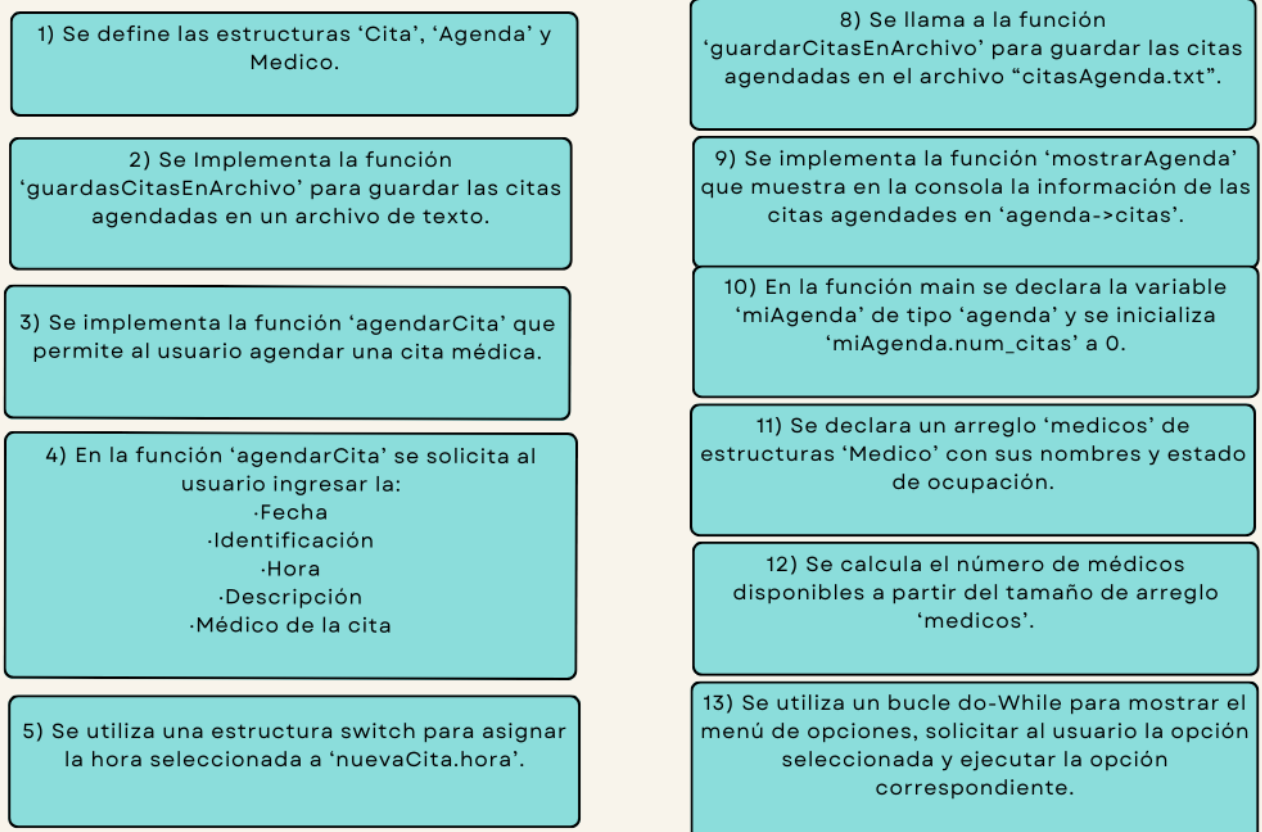 1) Se define las estructuras ‘Cita’, ‘Agenda’ y
Medico.
2) Se Implementa la función
‘guardasCitasEnArchivo’ para guardar las citas
agendadas en un archivo de texto.
3) Se implementa la función ‘agendarCita’ que
permite al usuario agendar una cita médica.
4) En la función ‘agendarCita’ se solicita al
usuario ingresar la:
·Fecha
·Identificación
·Hora
·Descripción
·Médico de la cita
5) Se utiliza una estructura switch para asignar
la hora seleccionada a ‘nuevaCita.hora’.
8) Se llama a la función
‘guardarCitasEnArchivo’ para guardar las citas
agendadas en el archivo “citasAgenda.txt”.
9) Se implementa la función ‘mostrarAgenda’
que muestra en la consola la información de las
citas agendades en ‘agenda->citas’.
10) En la función main se declara la variable
‘miAgenda’ de tipo ‘agenda’ y se inicializa
‘miAgenda.num_citas’ a 0.
11) Se declara un arreglo ‘medicos’ de
estructuras ‘Medico’ con sus nombres y estado
de ocupación.
12) Se calcula el número de médicos
disponibles a partir del tamaño de arreglo
‘medicos’.
13) Se utiliza un bucle do-While para mostrar el
menú de opciones, solicitar al usuario la opción
seleccionada y ejecutar la opción
correspondiente.